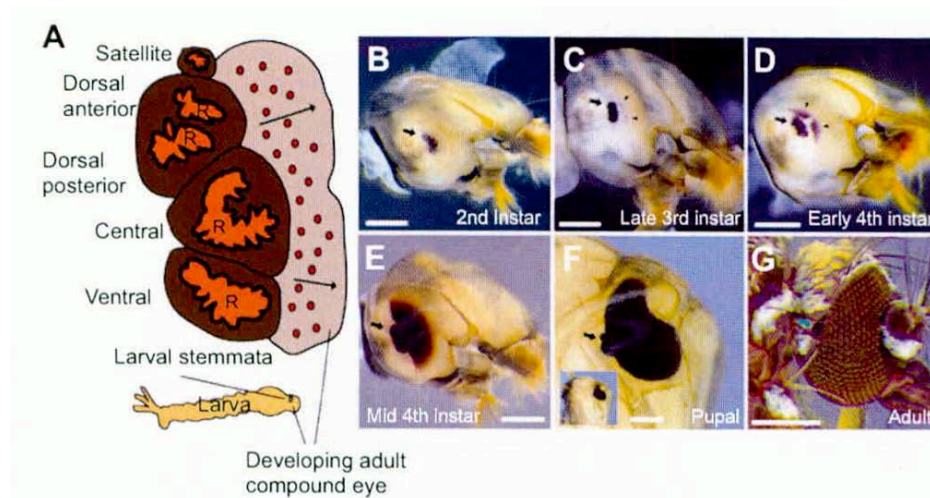 A
Satellite
Dorsal
anterior
Dorsal
posterior
Central
Ventral
R
R
R
R
Larval stemmata
Larva
Developing adult
compound eye
B
2nd Instar
C
Late 3rd instar
D
Early 4th instar
E
Mid 4th instar
F
Pupal
G
Adult